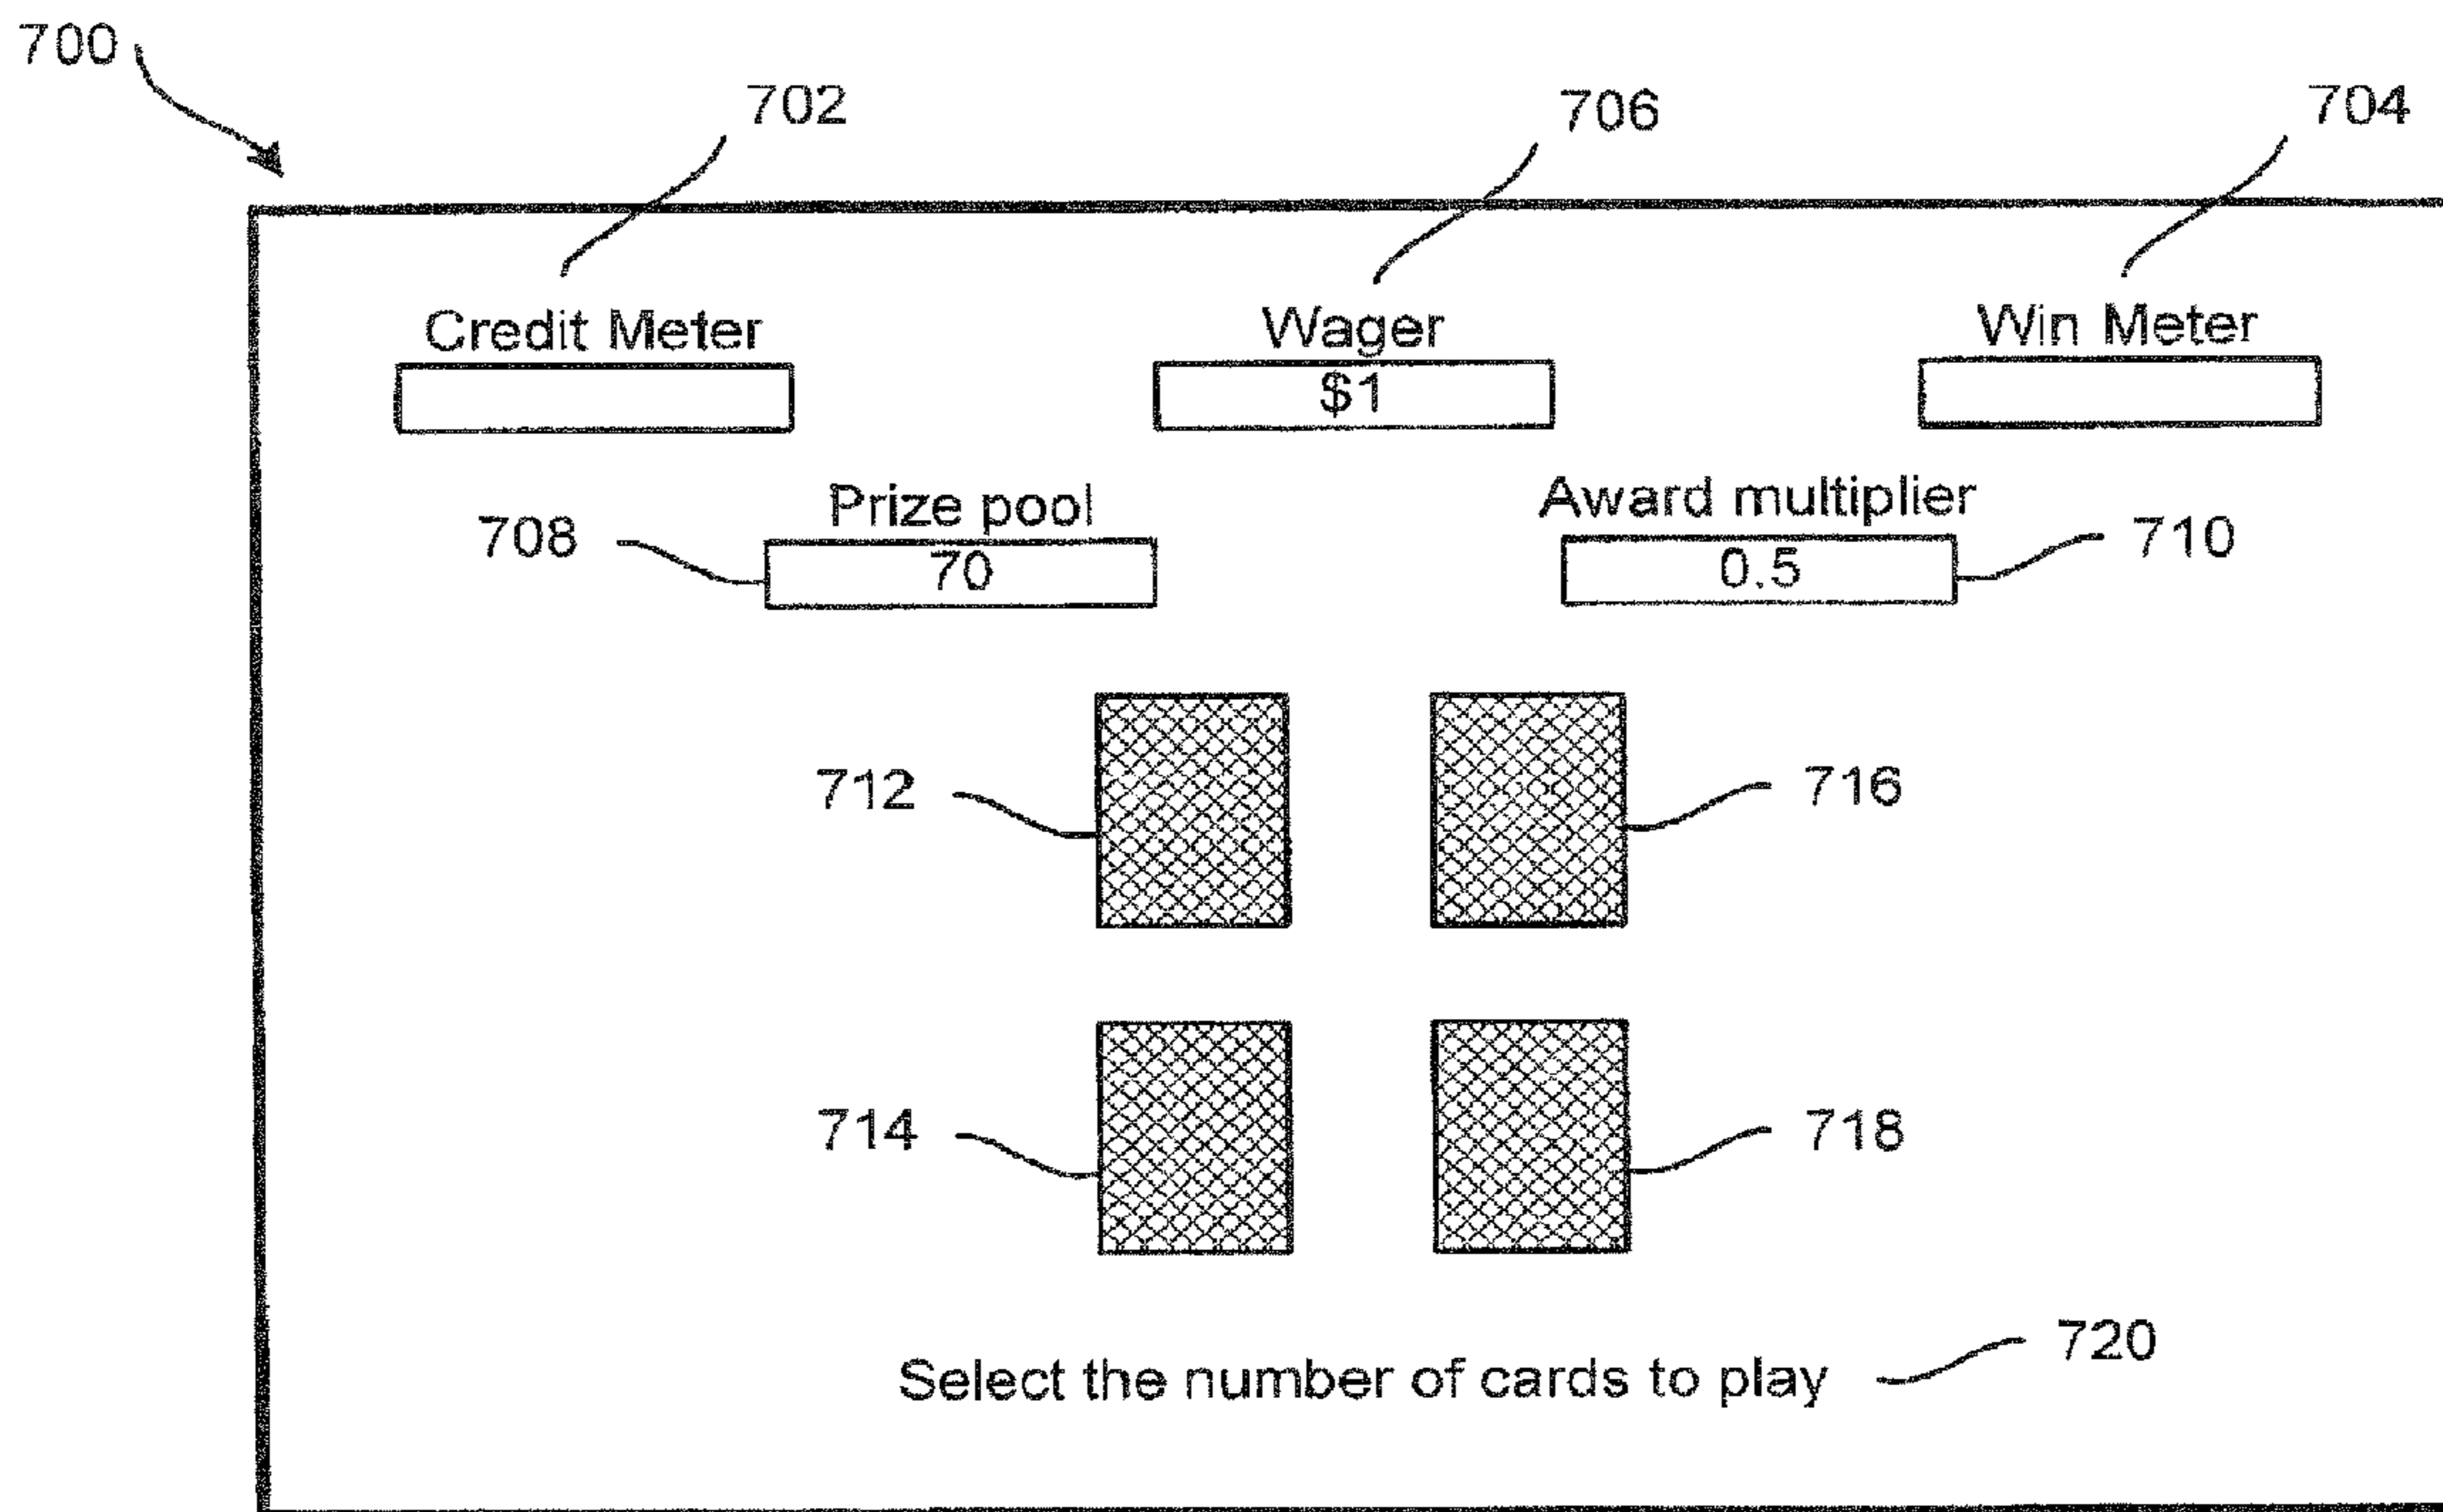 700
702 706 704
Credit Meter Wager Win Meter
$1
Prize pool Award multiplier
708 70 0.5 710
712 716
714 718
720
Select the number of cards to play